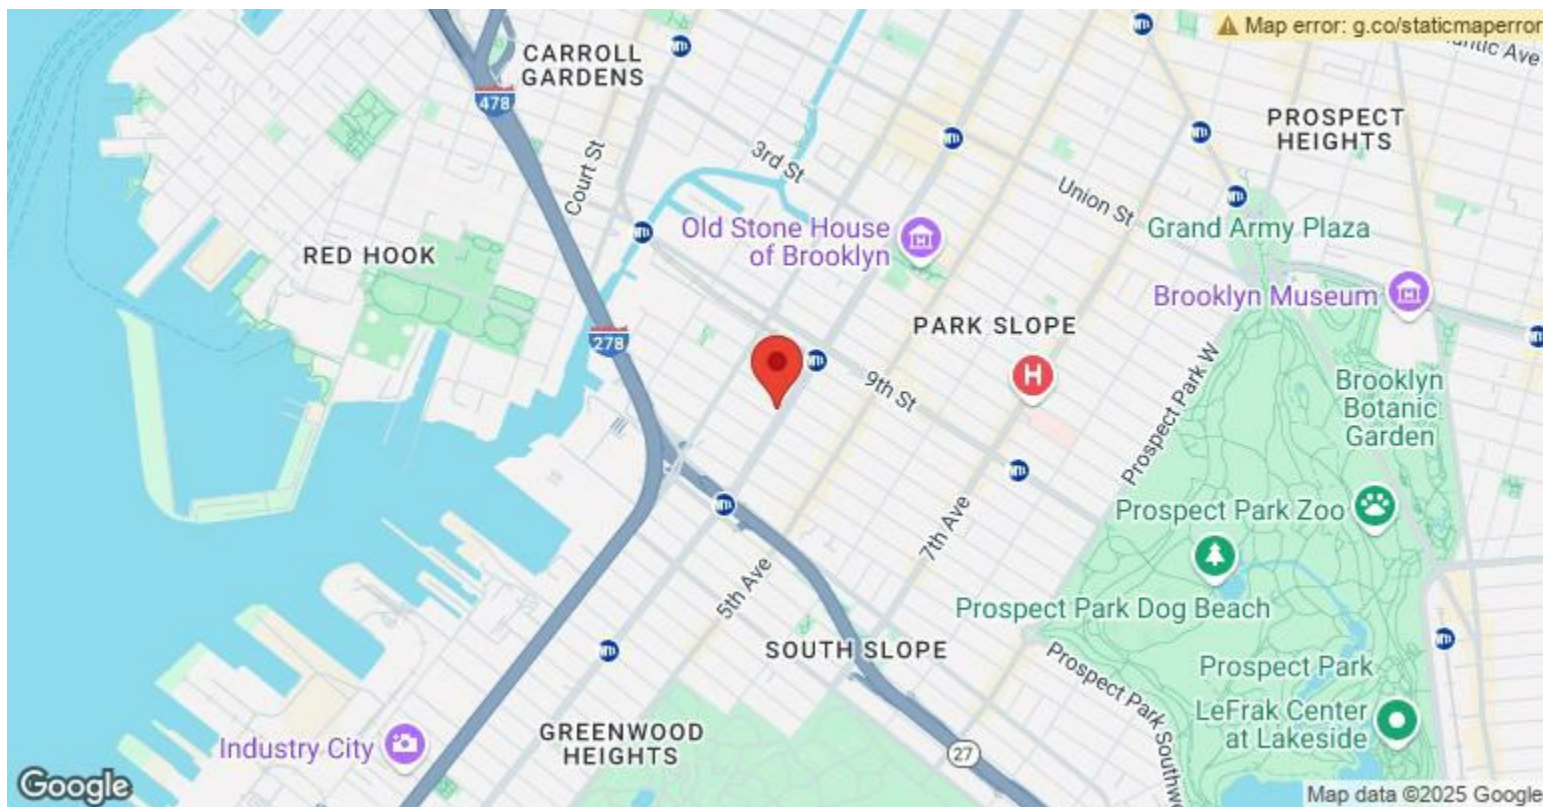 Map error: g.co/staticmaperror
CARROLL
GARDENS
antic Ave
478
PROSPECT
HEIGHTS
3rd St
Court St
Union St
Old Stone House
of Brooklyn
Grand Army Plaza
RED HOOK
Brooklyn Museum
PARK SLOPE
278
H
9th St
Prospect Park W
Brooklyn
Botanic
Garden
7th Ave
Prospect Park Zoo
5th Ave
Prospect Park Dog Beach
SOUTH SLOPE
Prospect Park Southwe
Prospect Park
LeFrak Center
at Lakeside
GREENWOOD
HEIGHTS
Industry City
27
Google
Map data ©2025 Google